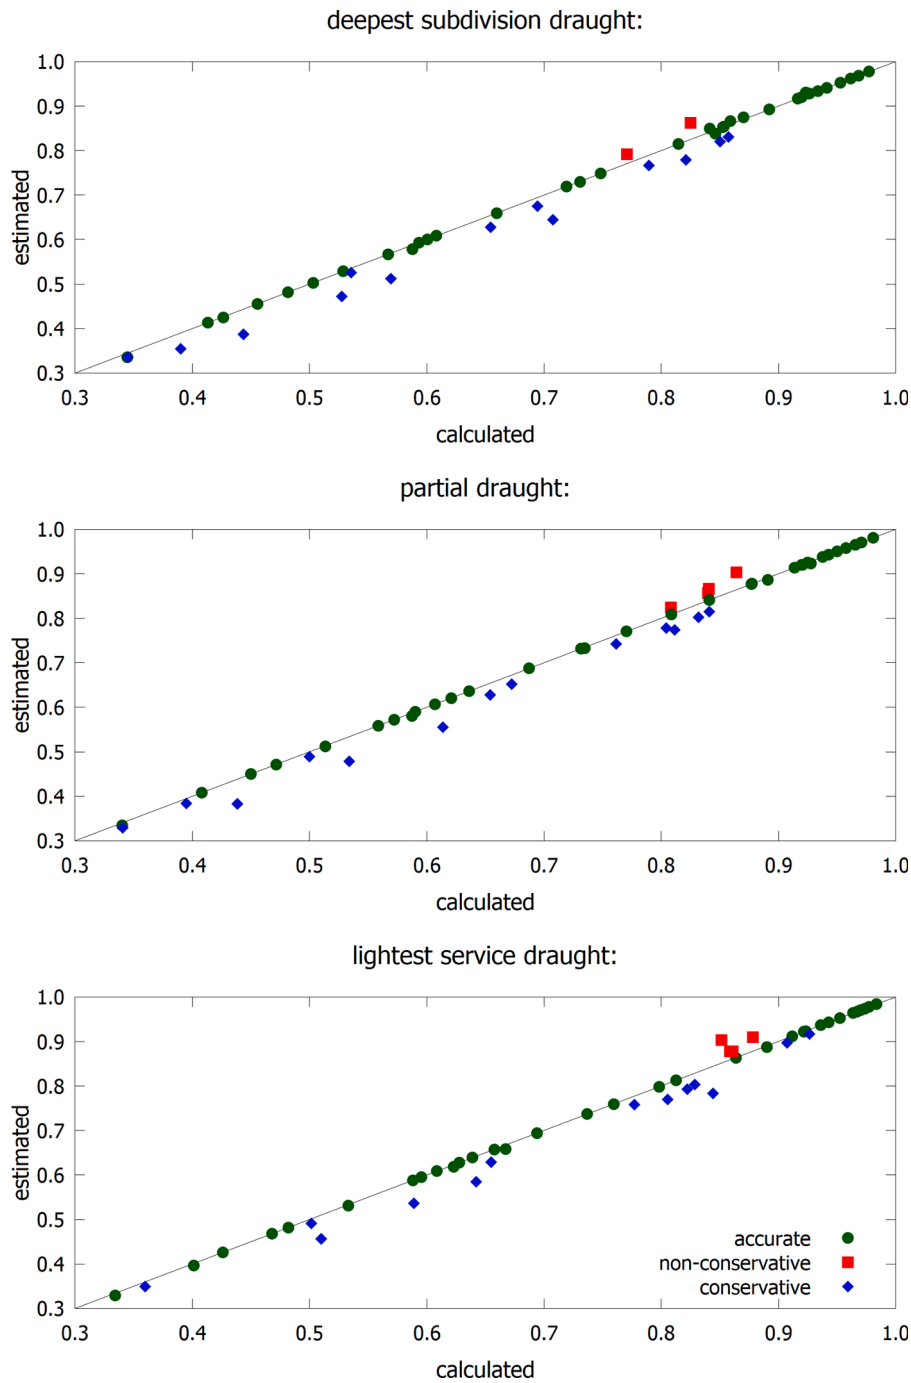 deepest subdivision draught:
1.0
0.9
0.8
0.7
0.6
0.5
0.4
0.3
estimated
0.3 0.4 0.5 0.6 0.7 0.8 0.9 1.0
calculated
partial draught:
1.0
0.9
0.8
0.7
0.6
0.5
0.4
0.3
estimated
0.3 0.4 0.5 0.6 0.7 0.8 0.9 1.0
calculated
lightest service draught:
1.0
0.9
0.8
0.7
0.6
0.5
0.4
0.3
estimated
accurate
non-conservative
conservative
0.3 0.4 0.5 0.6 0.7 0.8 0.9 1.0
calculated